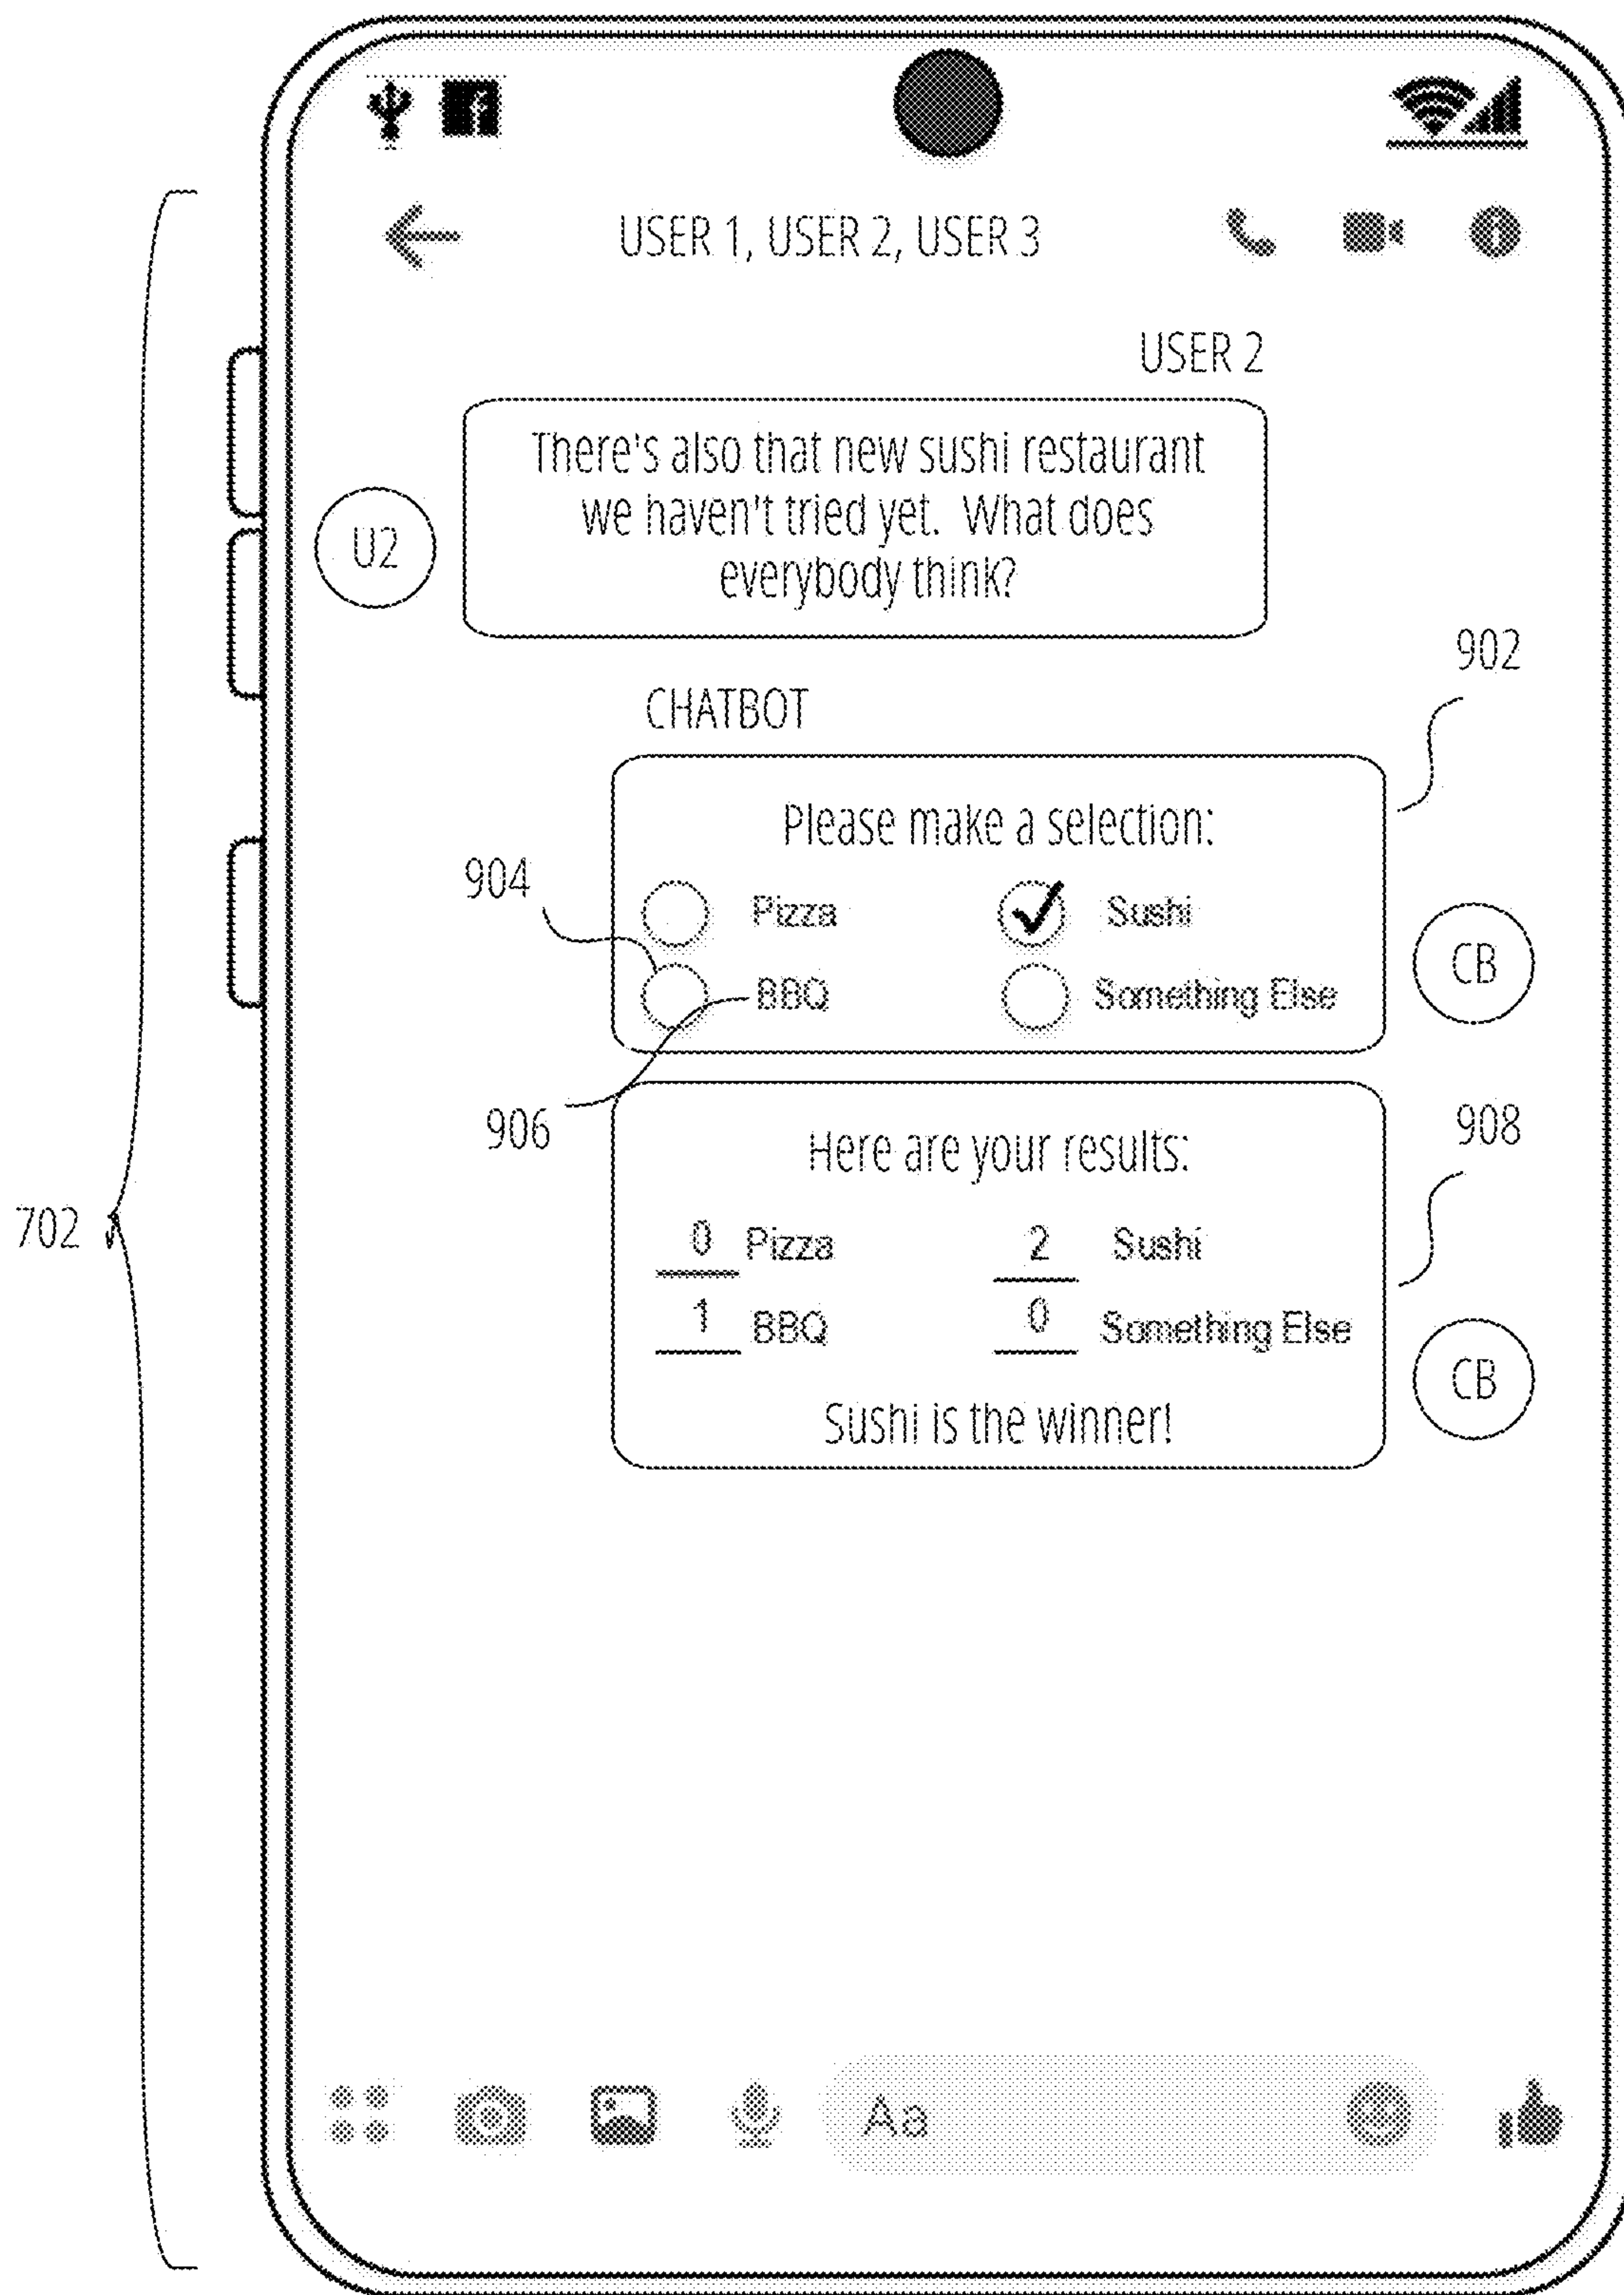 USER 1, USER 2, USER 3
USER 2
There's also that new sushi restaurant
we haven't tried yet.  What does
everybody think?
U2
902
CHATBOT
Please make a selection:
904
Pizza
Sushi
BBQ
Something Else
CB
906
908
Here are your results:
0 Pizza
2 Sushi
1 BBQ
0 Something Else
702
CB
Sushi is the winner!
Aa